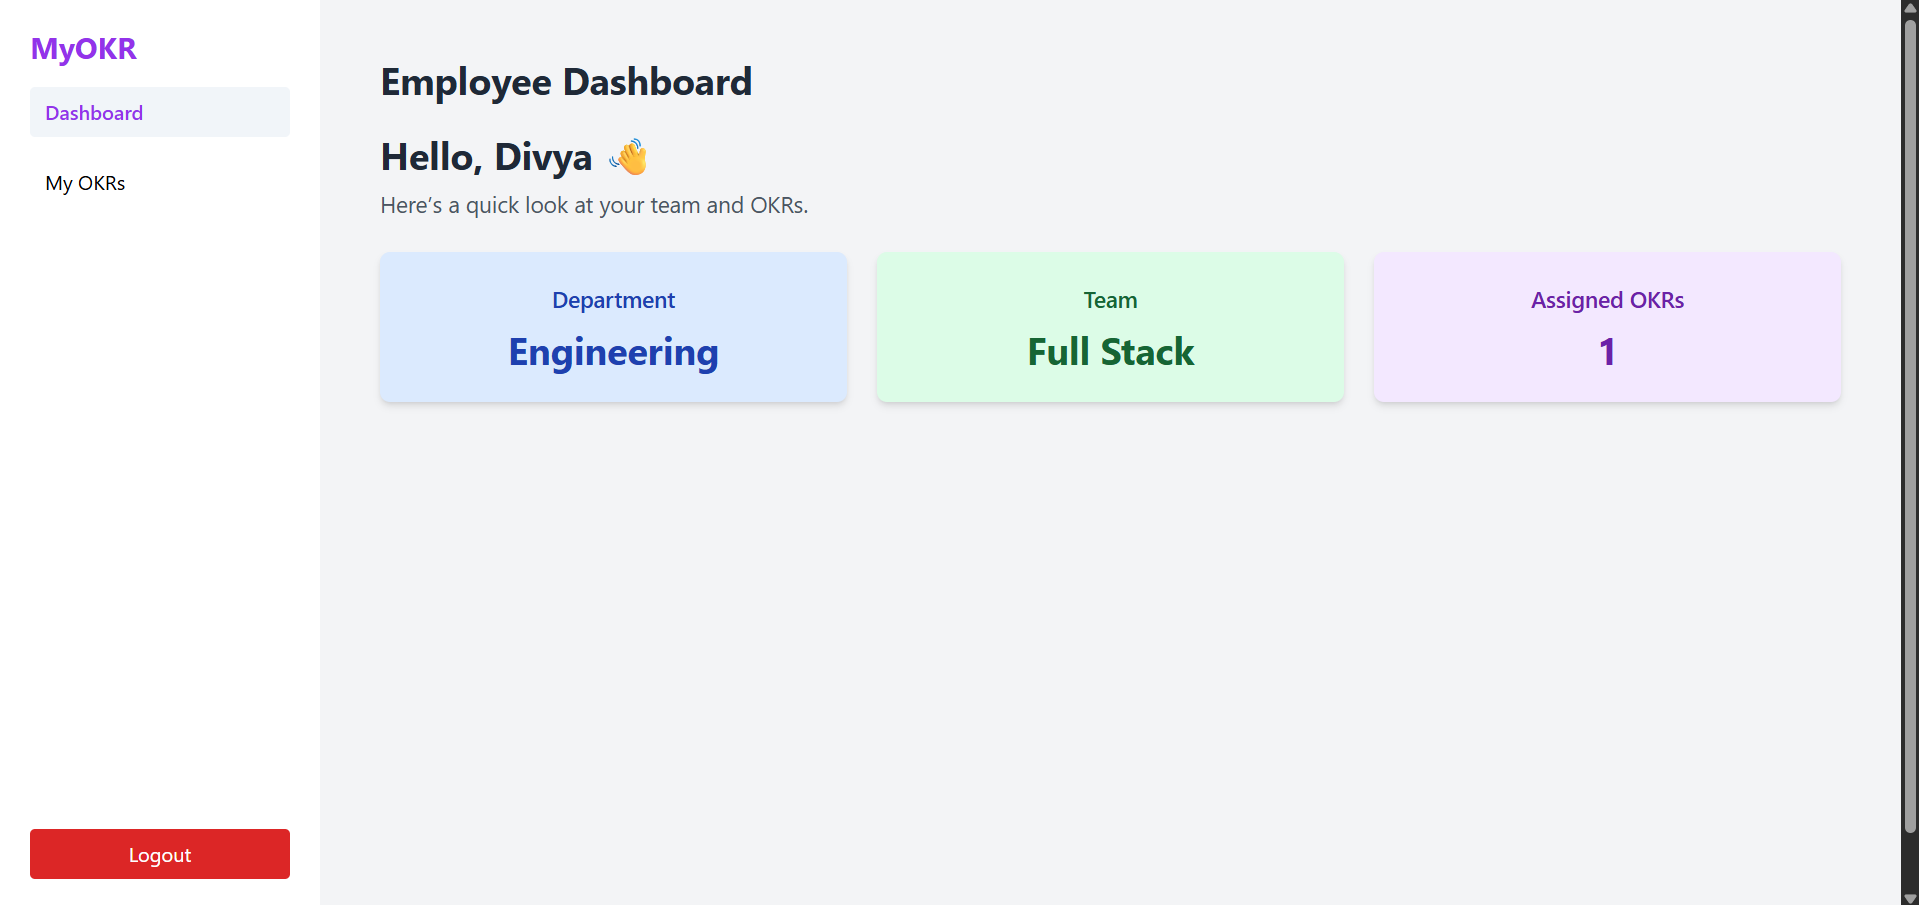 MyOKR
Dashboard
My OKRs
Logout
Employee Dashboard
Hello, Divya 👋
Here’s a quick look at your team and OKRs.
Department
Engineering
Team
Full Stack
Assigned OKRs
1